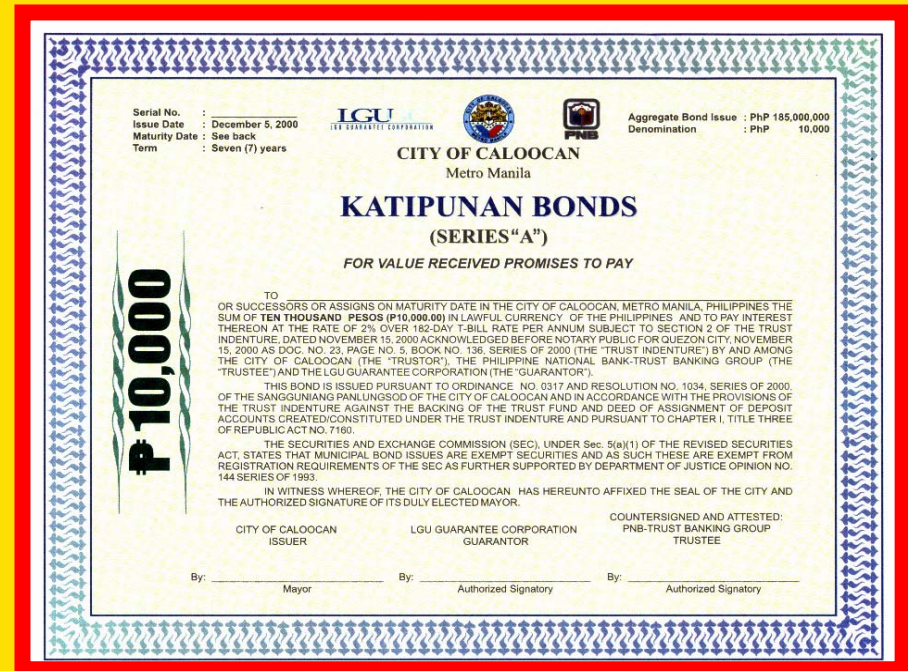 Serial No. : ____________
Issue Date : December 5, 2000
Maturity Date : See back
Term : Seven (7) years
LGU
LGU GUARANTEE CORPORATION
PNB
Aggregate Bond Issue : PhP 185,000,000
Denomination : PhP 10,000
CITY OF CALOOCAN
Metro Manila
KATIPUNAN BONDS
(SERIES “A”)
FOR VALUE RECEIVED PROMISES TO PAY
₱ 10,000
TO ____________
OR SUCCESSORS OR ASSIGNS ON MATURITY DATE IN THE CITY OF CALOOCAN, METRO MANILA, PHILIPPINES THE
SUM OF TEN THOUSAND PESOS (P10,000.00) IN LAWFUL CURRENCY OF THE PHILIPPINES AND TO PAY INTEREST
THEREON AT THE RATE OF 2% OVER 182-DAY T-BILL RATE PER ANNUM SUBJECT TO SECTION 2 OF THE TRUST
INDENTURE, DATED NOVEMBER 15, 2000 ACKNOWLEDGED BEFORE NOTARY PUBLIC FOR QUEZON CITY, NOVEMBER
15, 2000 AS DOC. NO. 23, PAGE NO. 5, BOOK NO. 136, SERIES OF 2000 (THE “TRUST INDENTURE”) BY AND AMONG
THE CITY OF CALOOCAN (THE “TRUSTOR”), THE PHILIPPINE NATIONAL BANK-TRUST BANKING GROUP (THE
“TRUSTEE”) AND THE LGU GUARANTEE CORPORATION (THE “GUARANTOR”).
THIS BOND IS ISSUED PURSUANT TO ORDINANCE NO. 0317 AND RESOLUTION NO. 1034, SERIES OF 2000.
OF THE SANGGUNIANG PANLUNGSOD OF THE CITY OF CALOOCAN AND IN ACCORDANCE WITH THE PROVISIONS OF
THE TRUST INDENTURE AGAINST THE BACKING OF THE TRUST FUND AND DEED OF ASSIGNMENT OF DEPOSIT
ACCOUNTS CREATED/CONSTITUTED UNDER THE TRUST INDENTURE AND PURSUANT TO CHAPTER I, TITLE THREE
OF REPUBLIC ACT NO. 7160.
THE SECURITIES AND EXCHANGE COMMISSION (SEC), UNDER Sec. 5(a)(1) OF THE REVISED SECURITIES
ACT, STATES THAT MUNICIPAL BOND ISSUES ARE EXEMPT SECURITIES AND AS SUCH THESE ARE EXEMPT FROM
REGISTRATION REQUIREMENTS OF THE SEC AS FURTHER SUPPORTED BY DEPARTMENT OF JUSTICE OPINION NO.
144 SERIES OF 1993.
IN WITNESS WHEREOF, THE CITY OF CALOOCAN HAS HEREUNTO AFFIXED THE SEAL OF THE CITY AND
THE AUTHORIZED SIGNATURE OF ITS DULY ELECTED MAYOR.
CITY OF CALOOCAN
ISSUER
LGU GUARANTEE CORPORATION
GUARANTOR
COUNTERSIGNED AND ATTESTED:
PNB-TRUST BANKING GROUP
TRUSTEE
By: ____________
Mayor
By: ____________
Authorized Signatory
By: ____________
Authorized Signatory